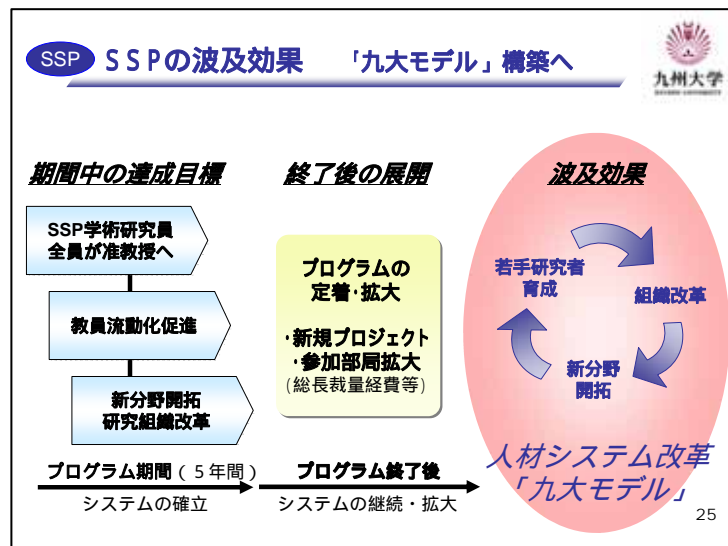 SSP SSPの波及効果 「九大モデル」構築へ
九州大学
KYUSHU UNIVERSITY
期間中の達成目標
SSP学術研究員
全員が准教授へ
教員流動化促進
新分野開拓
研究組織改革
終了後の展開
プログラムの
定着・拡大
・新規プロジェクト
・参加部局拡大
(総長裁量経費等)
波及効果
若手研究者
育成
組織改革
新分野
開拓
人材システム改革
「九大モデル」
プログラム期間(5年間)
システムの確立
プログラム終了後
システムの継続・拡大
25